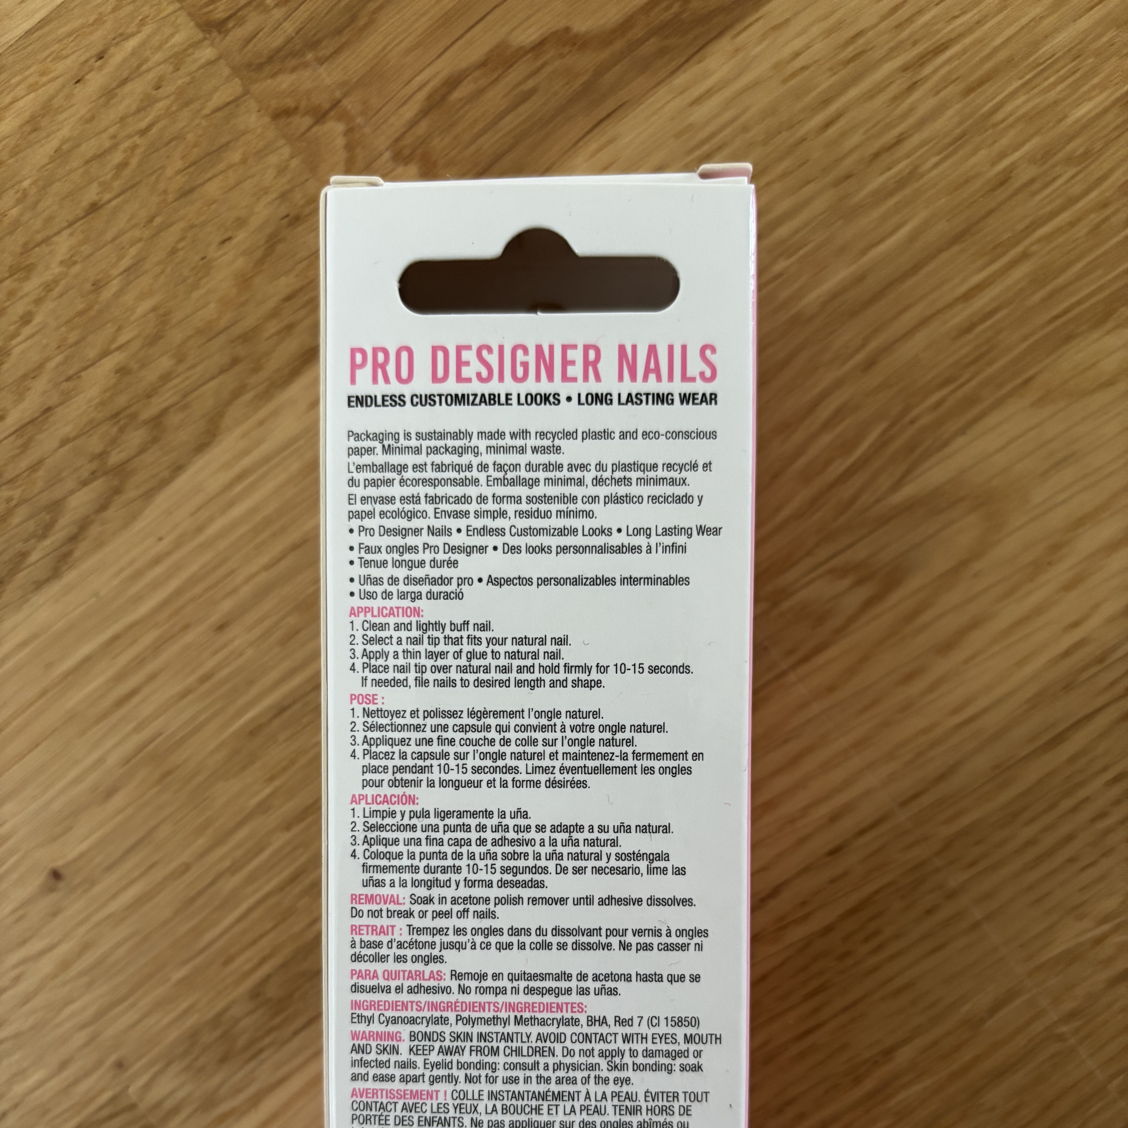 PRO DESIGNER NAILS
ENDLESS CUSTOMIZABLE LOOKS • LONG LASTING WEAR
Packaging is sustainably made with recycled plastic and eco-conscious
paper. Minimal packaging, minimal waste.
L'emballage est fabriqué de façon durable avec du plastique recyclé et
du papier écoresponsable. Emballage minimal, déchets minimaux.
El envase está fabricado de forma sostenible con plástico reciclado y
papel ecológico. Envase simple, residuo mínimo.
• Pro Designer Nails • Endless Customizable Looks • Long Lasting Wear
• Faux ongles Pro Designer • Des looks personnalisables à l'infini
• Tenue longue durée
• Uñas de diseñador pro • Aspectos personalizables interminables
• Uso de larga duració
APPLICATION:
1. Clean and lightly buff nail.
2. Select a nail tip that fits your natural nail.
3. Apply a thin layer of glue to natural nail.
4. Place nail tip over natural nail and hold firmly for 10-15 seconds.
If needed, file nails to desired length and shape.
POSE :
1. Nettoyez et polissez légèrement l'ongle naturel.
2. Sélectionnez une capsule qui convient à votre ongle naturel.
3. Appliquez une fine couche de colle sur l'ongle naturel.
4. Placez la capsule sur l'ongle naturel et maintenez-la fermement en
place pendant 10-15 secondes. Limez éventuellement les ongles
pour obtenir la longueur et la forme désirées.
APLICACIÓN:
1. Limpie y pula ligeramente la uña.
2. Seleccione una punta de uña que se adapte a su uña natural.
3. Aplique una fina capa de adhesivo a la uña natural.
4. Coloque la punta de la uña sobre la uña natural y sosténgala
firmemente durante 10-15 segundos. De ser necesario, lime las
uñas a la longitud y forma deseadas.
REMOVAL: Soak in acetone polish remover until adhesive dissolves.
Do not break or peel off nails.
RETRAIT : Trempez les ongles dans du dissolvant pour vernis à ongles
à base d'acétone jusqu'à ce que la colle se dissolve. Ne pas casser ni
décoller les ongles.
PARA QUITARLAS: Remoje en quitaesmalte de acetona hasta que se
disuelva el adhesivo. No rompa ni despegue las uñas.
INGREDIENTS/INGRÉDIENTS/INGREDIENTES:
Ethyl Cyanoacrylate, Polymethyl Methacrylate, BHA, Red 7 (CI 15850)
WARNING. BONDS SKIN INSTANTLY. AVOID CONTACT WITH EYES, MOUTH
AND SKIN. KEEP AWAY FROM CHILDREN. Do not apply to damaged or
infected nails. Eyelid bonding: consult a physician. Skin bonding: soak
and ease apart gently. Not for use in the area of the eye.
AVERTISSEMENT ! COLLE INSTANTANÉMENT À LA PEAU. ÉVITER TOUT
CONTACT AVEC LES YEUX, LA BOUCHE ET LA PEAU. TENIR HORS DE
PORTÉE DES ENFANTS. Ne pas appliquer sur des ongles abîmés ou